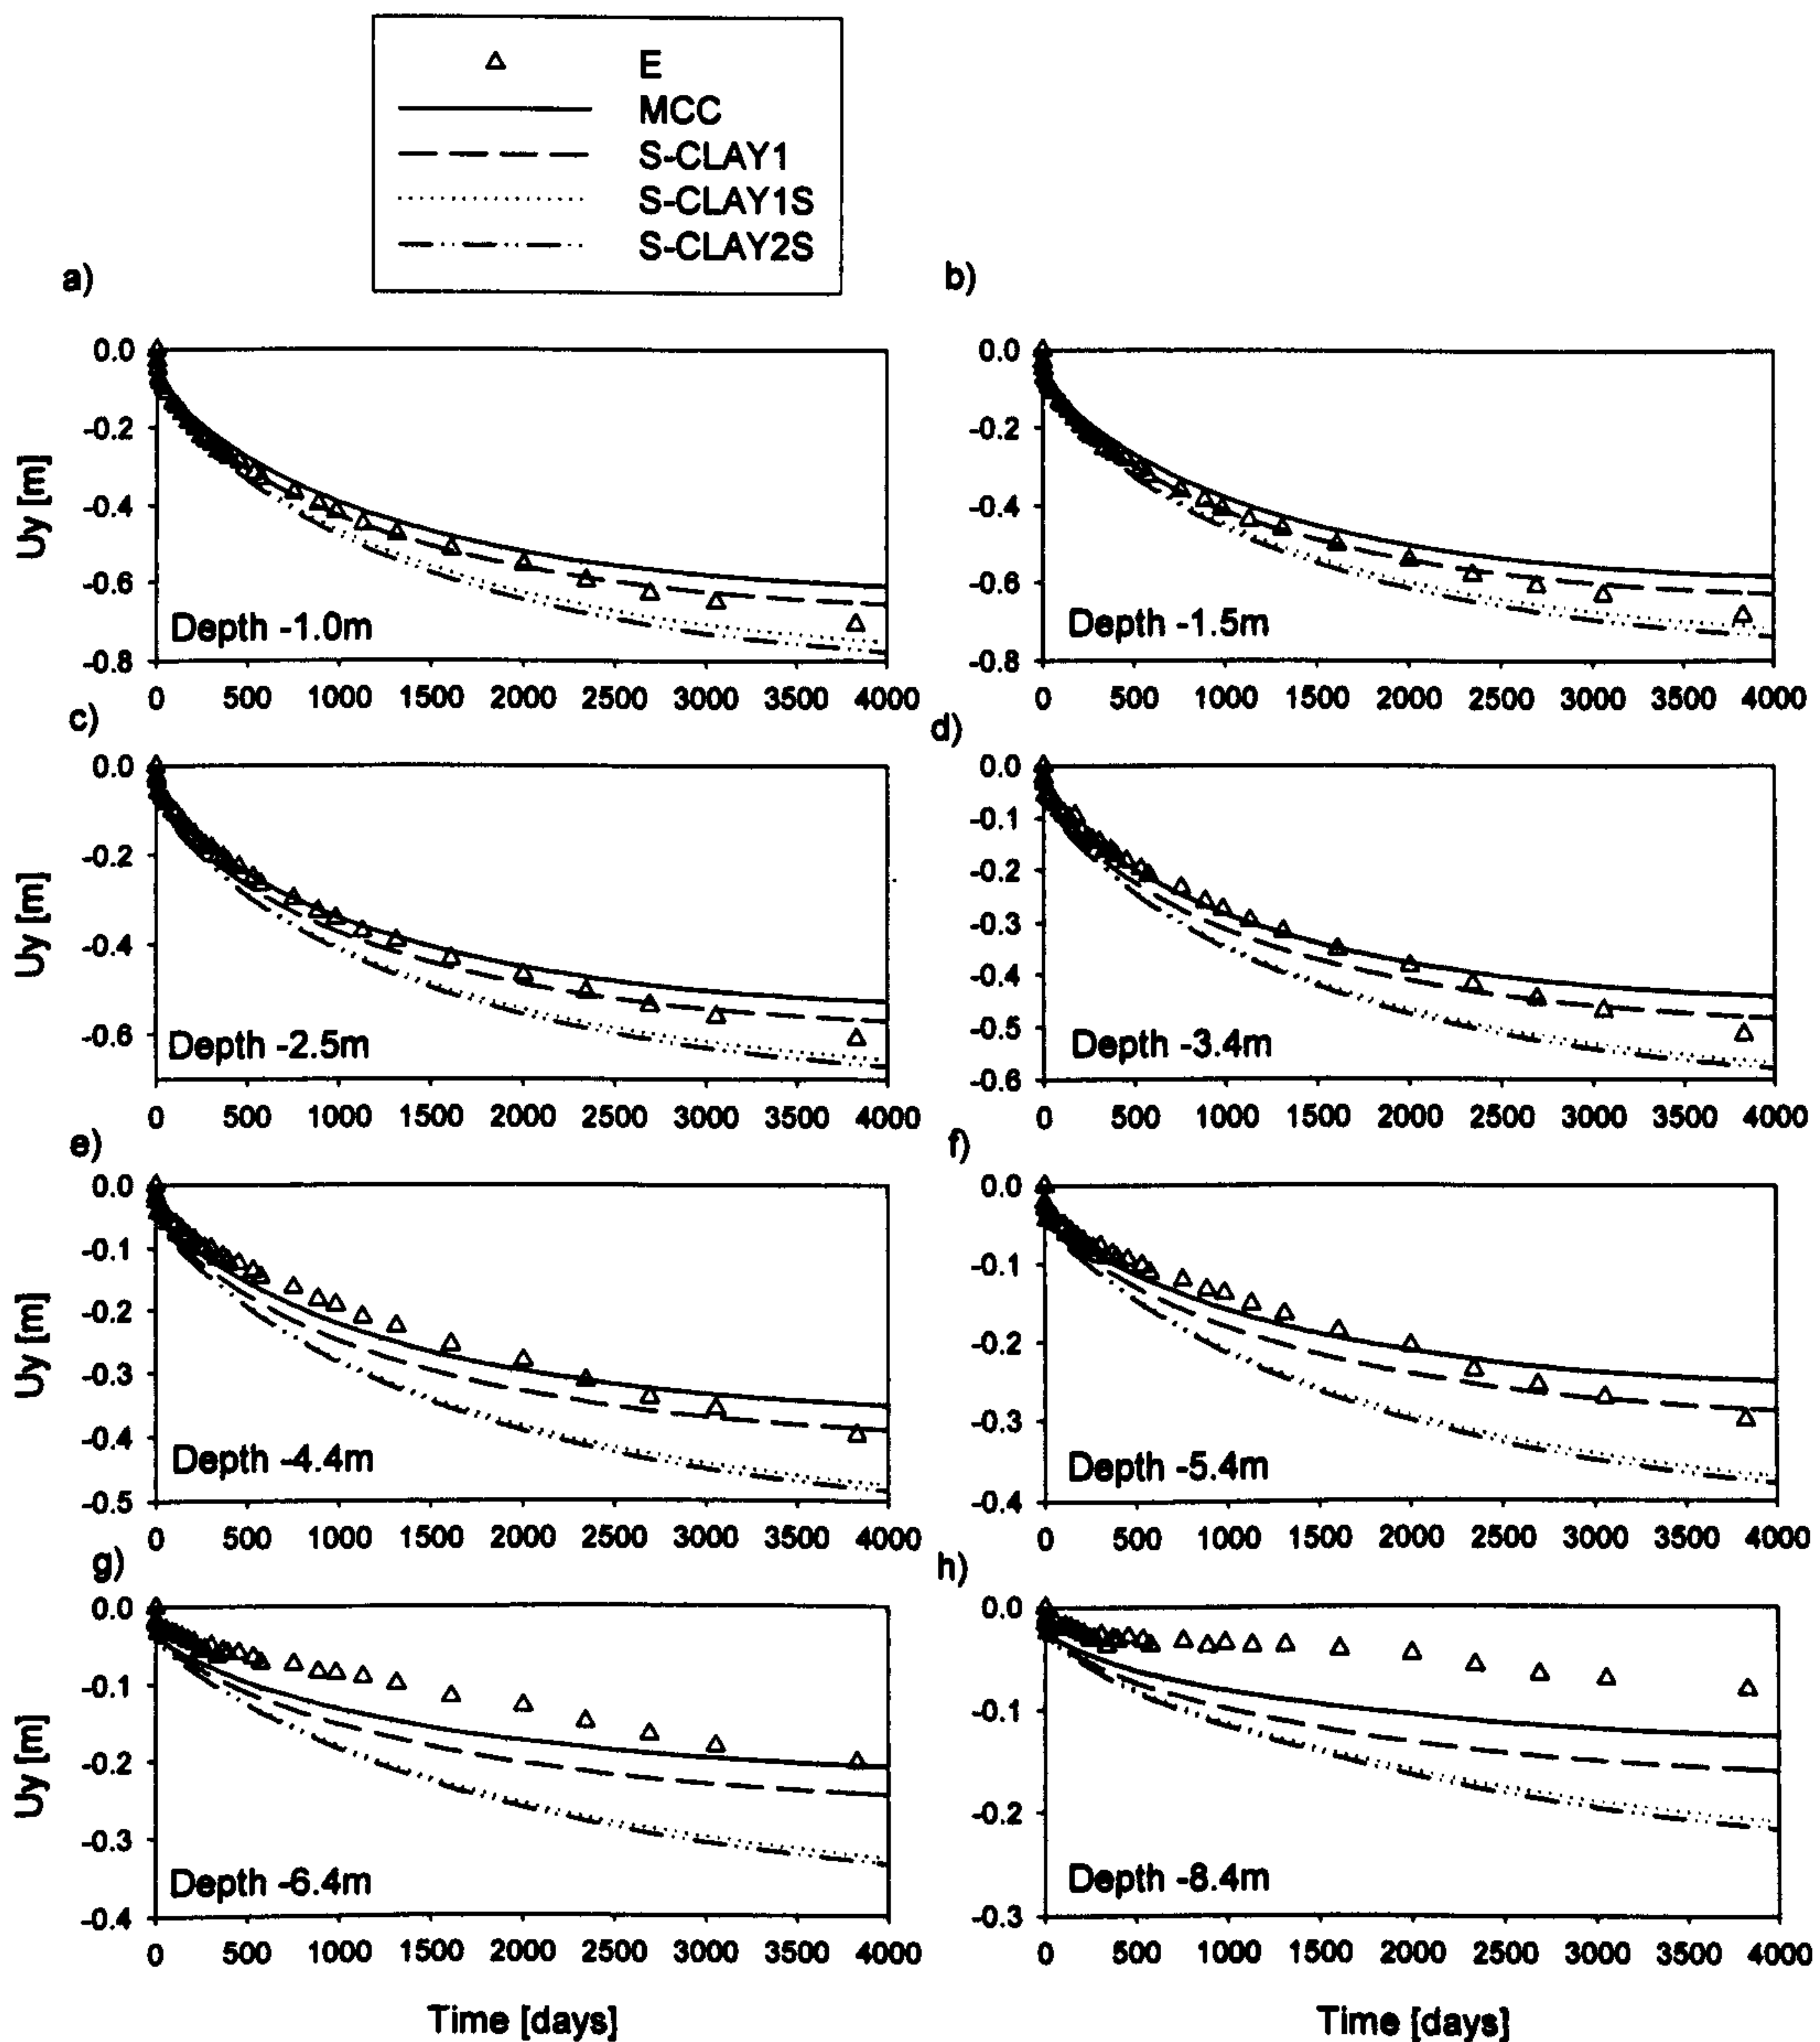 E
MCC
S-CLAY1
S-CLAY1S
S-CLAY2S
a)
0.0
-0.2
-0.4
-0.6
-0.8
Uy [m]
Depth -1.0m
0 500 1000 1500 2000 2500 3000 3500 4000
b)
0.0
-0.2
-0.4
-0.6
-0.8
Depth -1.5m
0 500 1000 1500 2000 2500 3000 3500 4000
c)
0.0
-0.2
-0.4
-0.6
Uy [m]
Depth -2.5m
0 500 1000 1500 2000 2500 3000 3500 4000
d)
0.0
-0.1
-0.2
-0.3
-0.4
-0.5
-0.6
Depth -3.4m
0 500 1000 1500 2000 2500 3000 3500 4000
e)
0.0
-0.1
-0.2
-0.3
-0.4
-0.5
Uy [m]
Depth -4.4m
0 500 1000 1500 2000 2500 3000 3500 4000
f)
0.0
-0.1
-0.2
-0.3
-0.4
Depth -5.4m
0 500 1000 1500 2000 2500 3000 3500 4000
g)
0.0
-0.1
-0.2
-0.3
-0.4
Uy [m]
Depth -6.4m
0 500 1000 1500 2000 2500 3000 3500 4000
Time [days]
h)
0.0
-0.1
-0.2
-0.3
Depth -8.4m
0 500 1000 1500 2000 2500 3000 3500 4000
Time [days]